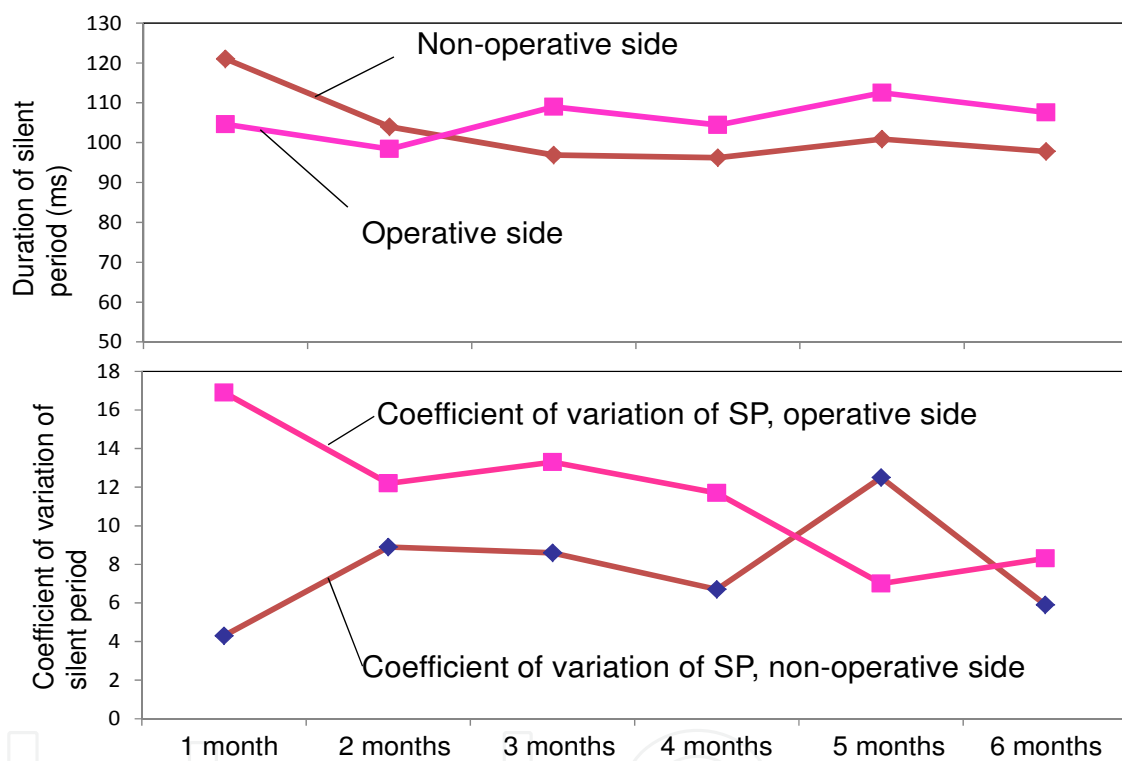 130
120
110
100
90
80
70
60
50
Duration of silent
period (ms)
Non-operative side
Operative side
18
16
14
12
10
8
6
4
2
0
Coefficient of variation of
silent period
Coefficient of variation of SP, operative side
Coefficient of variation of SP, non-operative side
1 month 2 months 3 months 4 months 5 months 6 months